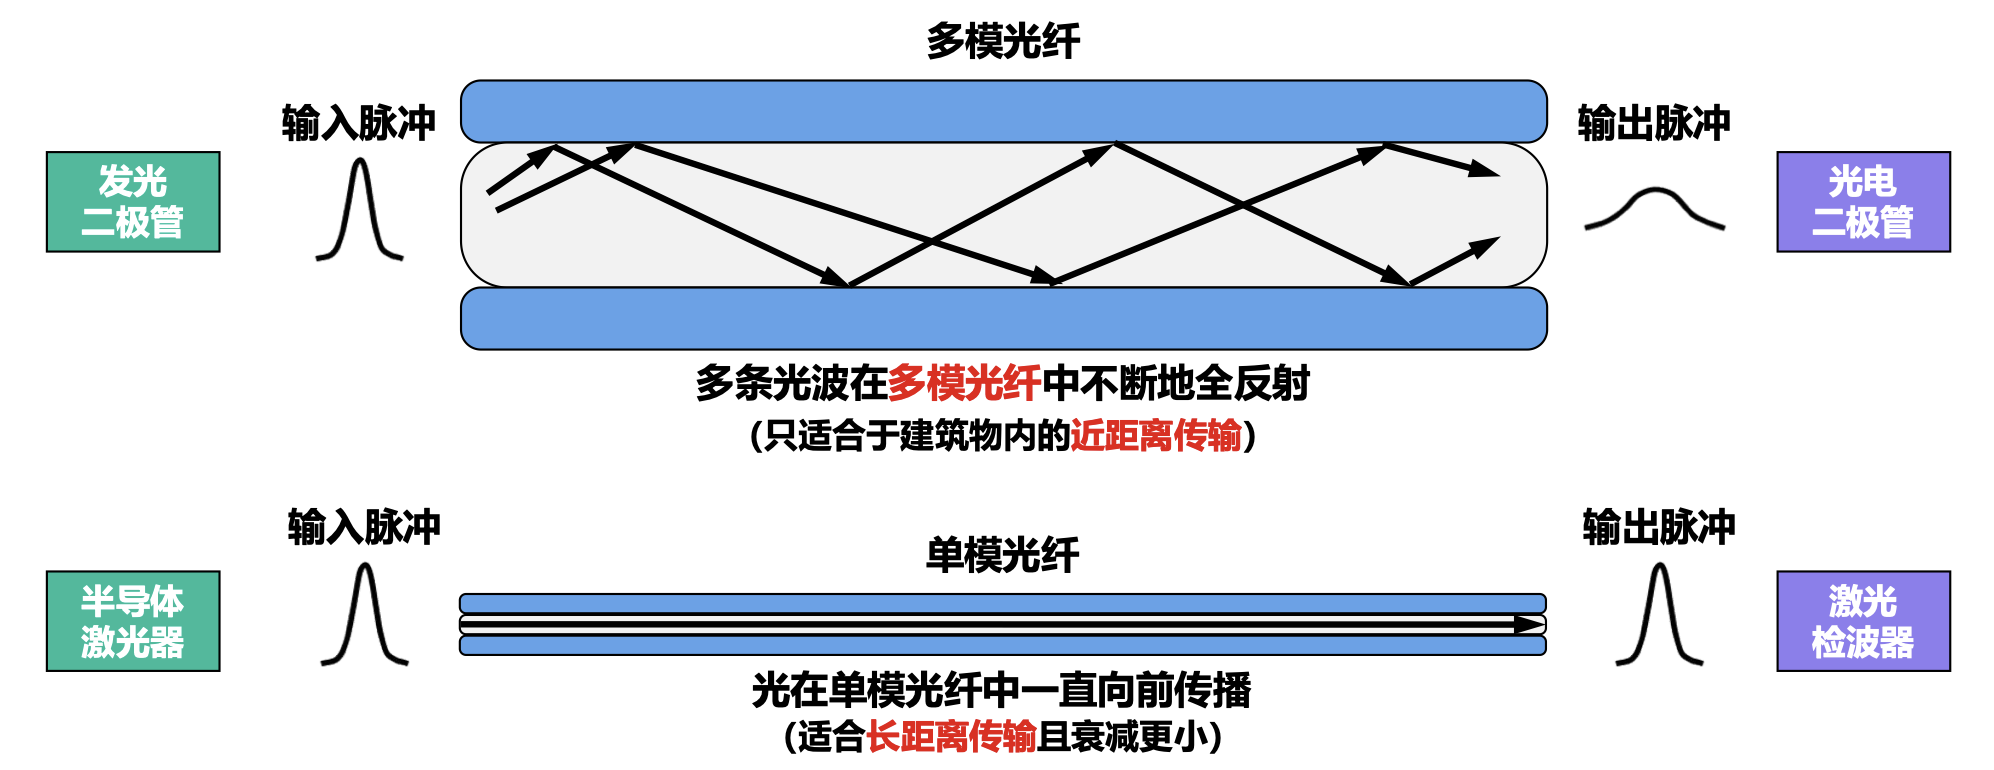 多模光纤
输入脉冲
输出脉冲
发光
二极管
光电
二极管
多条光波在多模光纤中不断地全反射
（只适合于建筑物内的近距离传输）
输入脉冲
输出脉冲
单模光纤
半导体
激光器
激光
检波器
光在单模光纤中一直向前传播
（适合长距离传输且衰减更小）